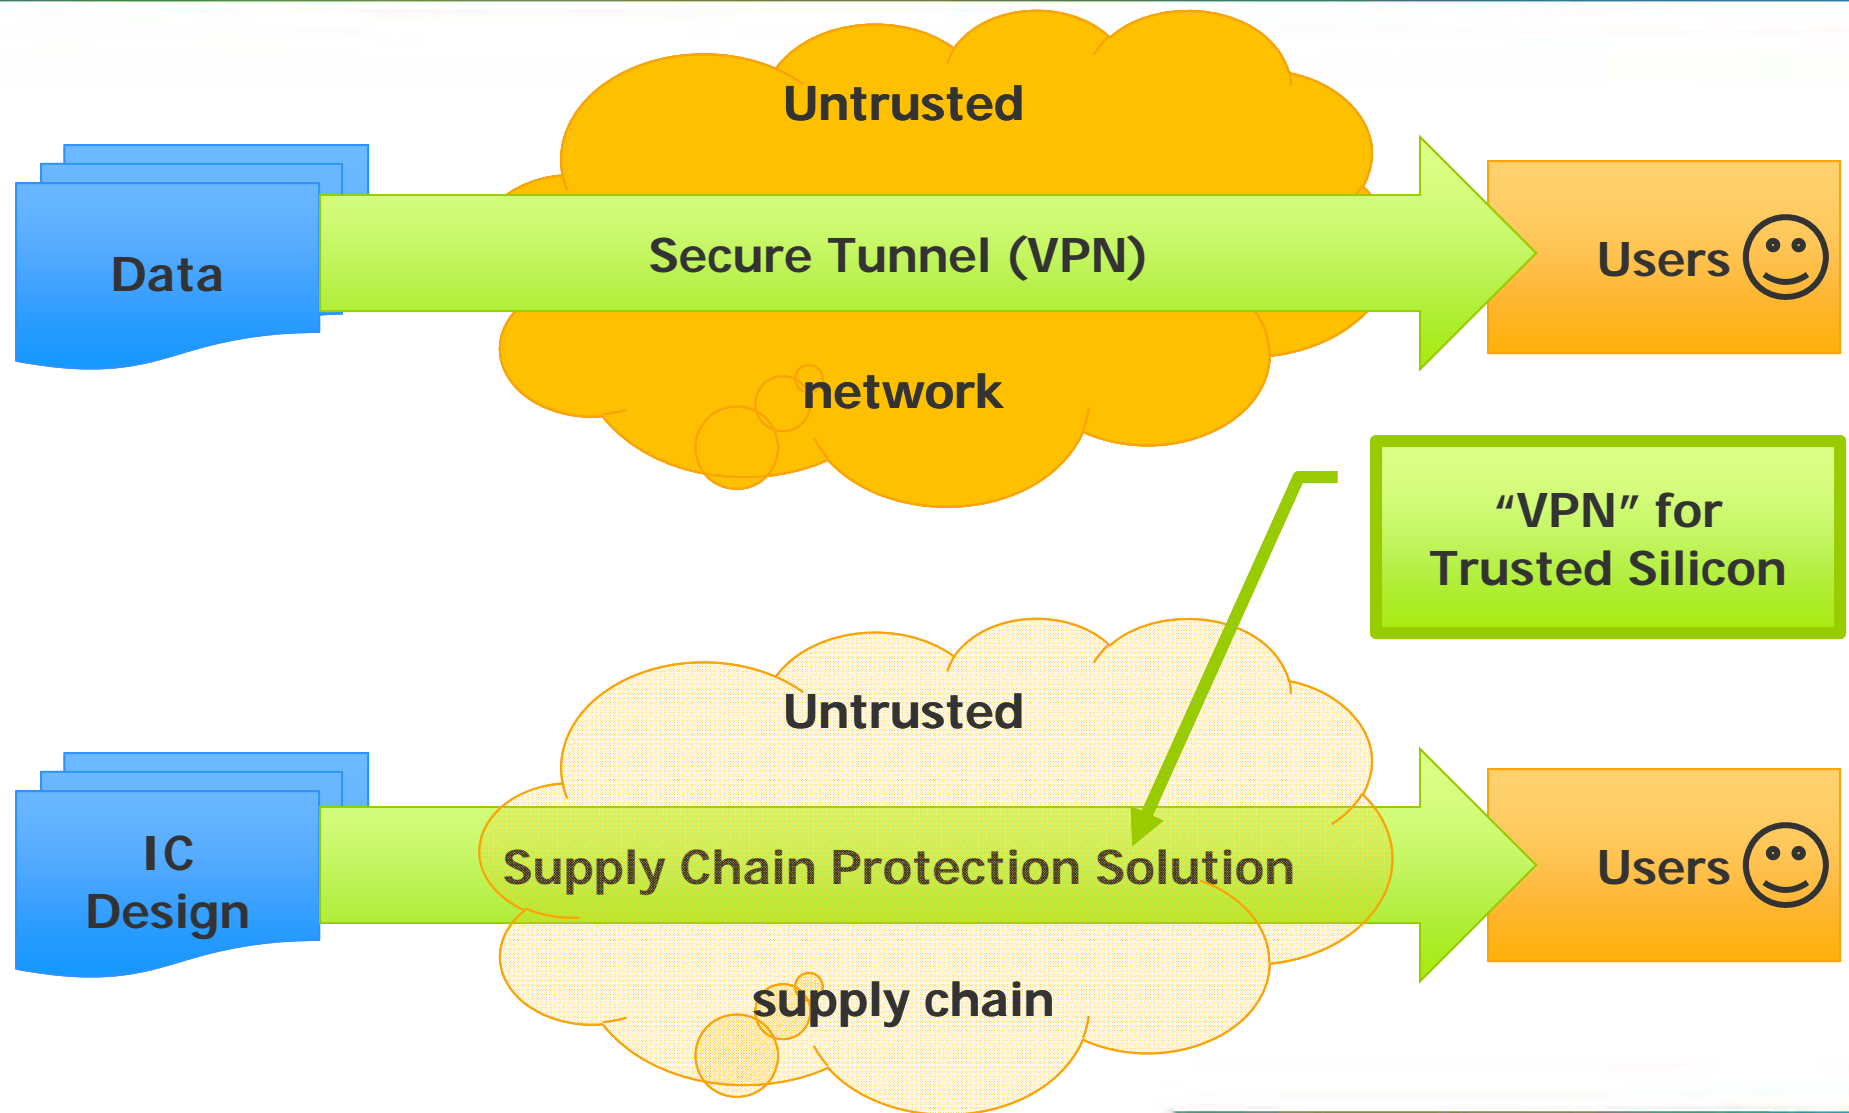 Untrusted
Data
Secure Tunnel (VPN)
Users
network
“VPN” for
Trusted Silicon
Untrusted
IC
Design
Supply Chain Protection Solution
Users
supply chain